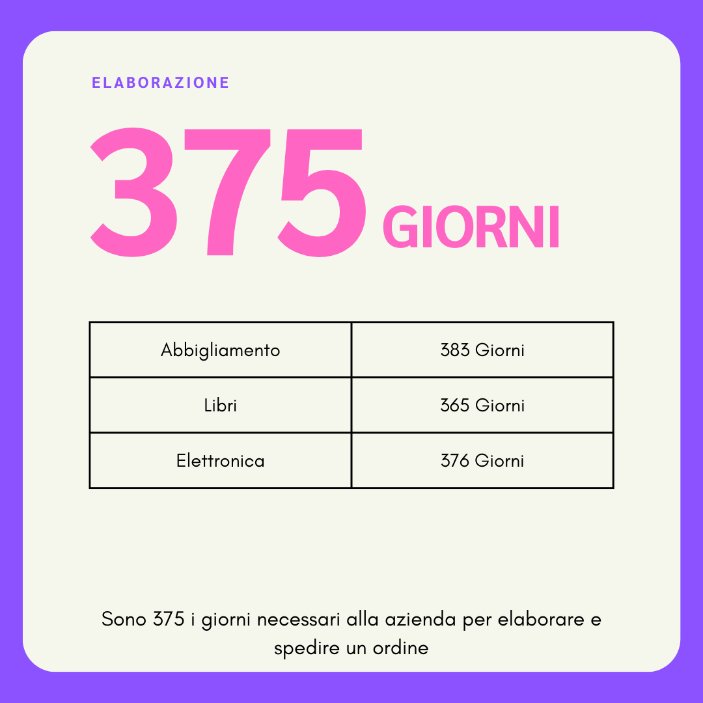 ELABORAZIONE
375 GIORNI
Abbigliamento 383 Giorni
Libri 365 Giorni
Elettronica 376 Giorni
Sono 375 i giorni necessari alla azienda per elaborare e
spedire un ordine